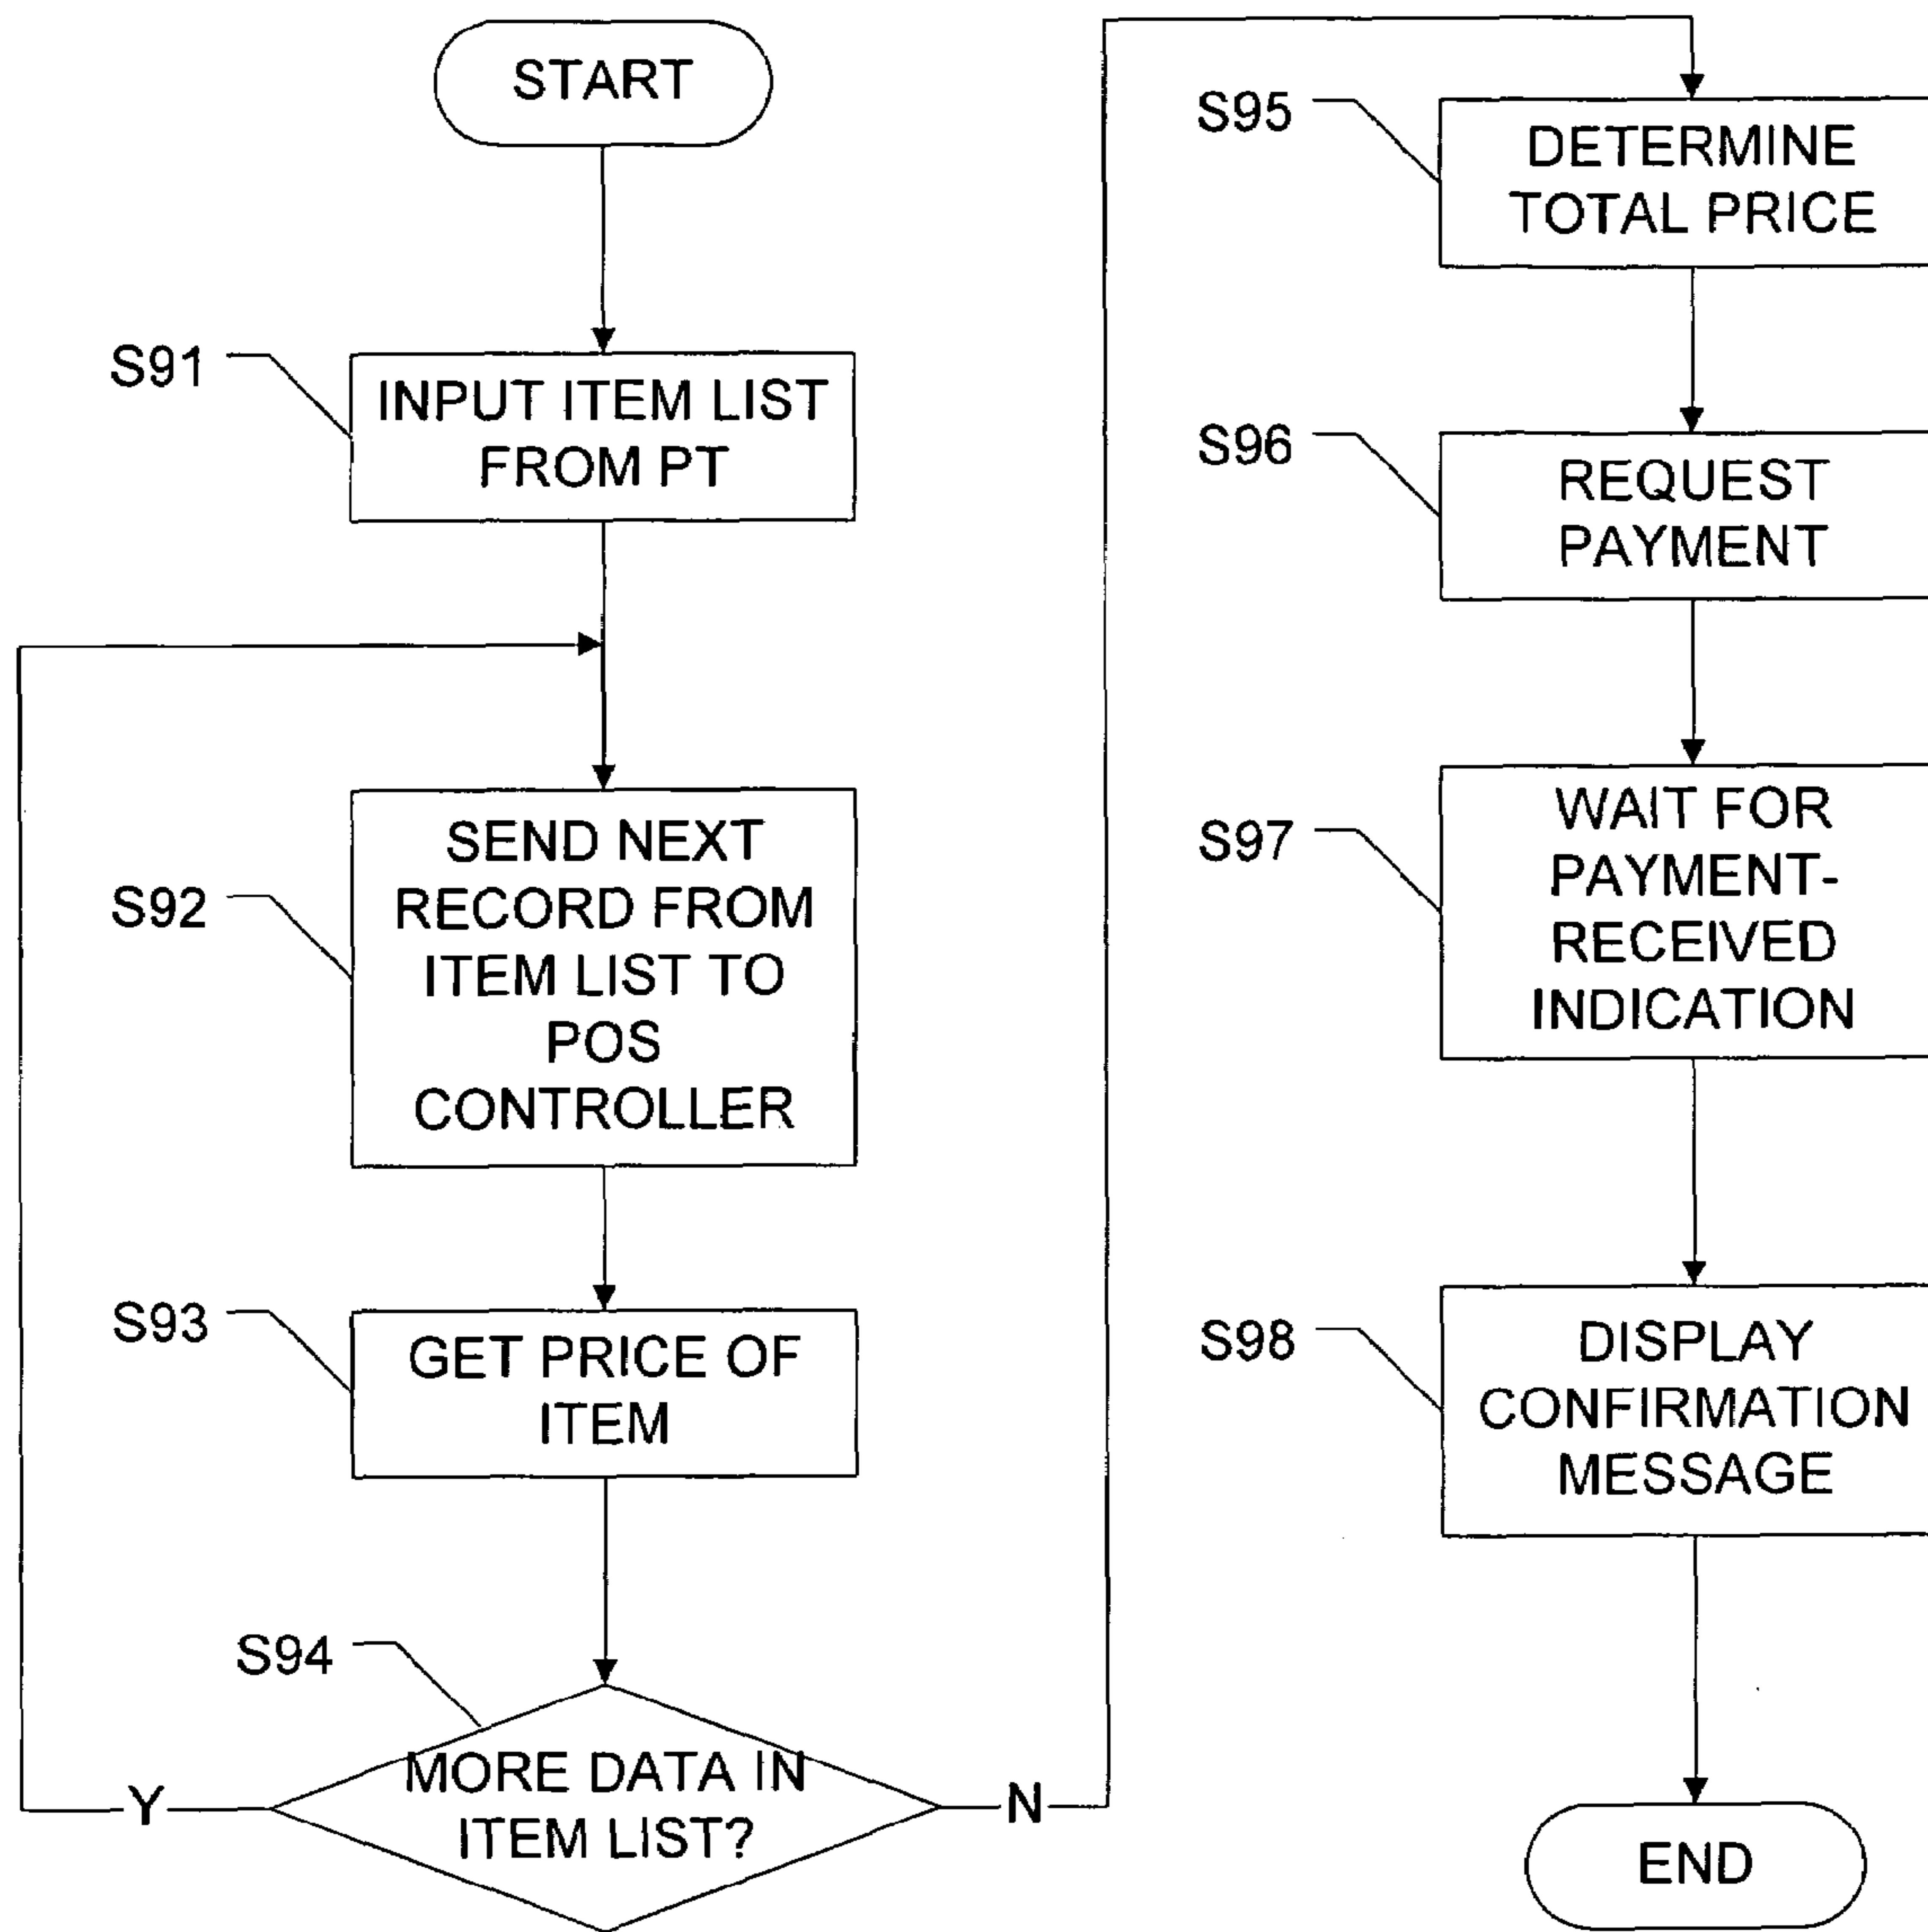 START
S91
INPUT ITEM LIST
FROM PT
S92
SEND NEXT
RECORD FROM
ITEM LIST TO
POS
CONTROLLER
S93
GET PRICE OF
ITEM
S94
MORE DATA IN
ITEM LIST?
Y
N
S95
DETERMINE
TOTAL PRICE
S96
REQUEST
PAYMENT
S97
WAIT FOR
PAYMENT-
RECEIVED
INDICATION
S98
DISPLAY
CONFIRMATION
MESSAGE
END